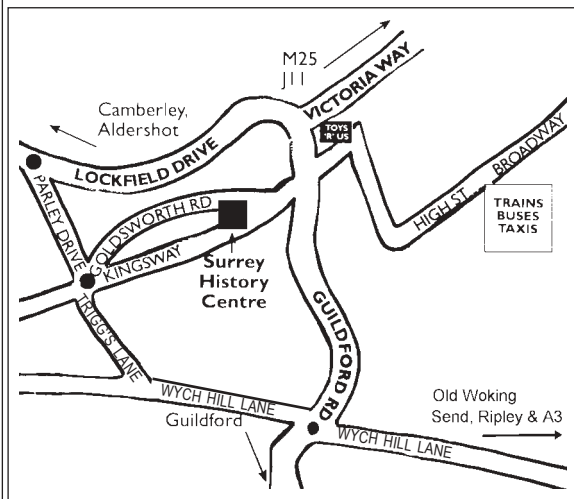 M25
J11
VICTORIA WAY
Camberley,
Aldershot
TOYS
'R' US
LOCKFIELD DRIVE
BROADWAY
HIGH ST.
PARLEY DRIVE
GOLDSWORTH RD
TRAINS
BUSES
TAXIS
KINGSWAY
Surrey
History
Centre
TRIGG'S LANE
GUILDFORD RD
WYCH HILL LANE
Guildford
Old Woking
Send, Ripley & A3
WYCH HILL LANE